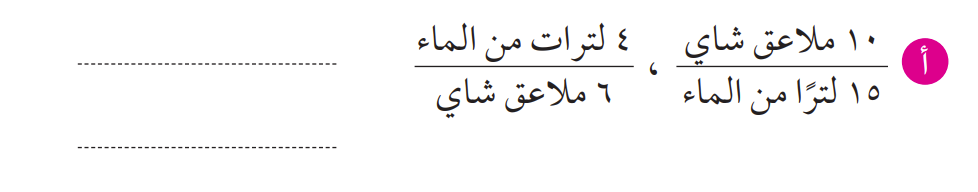 أ
١٠ ملاعق شاي ، ٤ لترات من الماء
١٥ لترًا من الماء ٦ ملاعق شاي